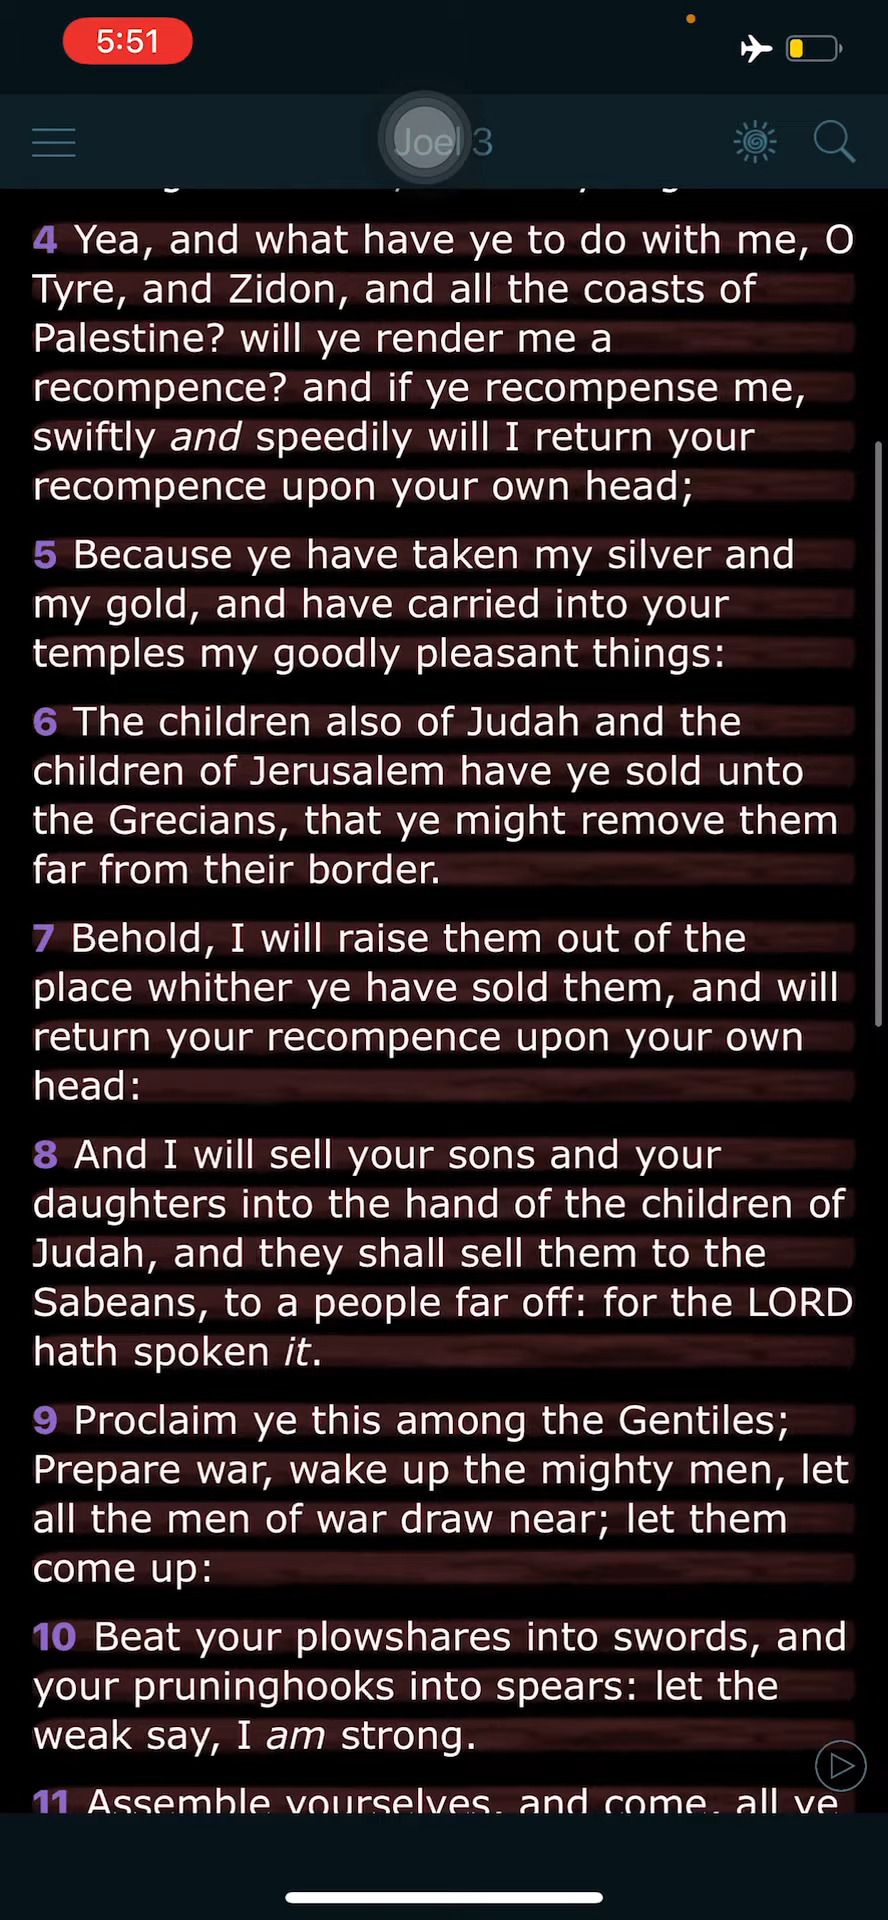 5:51
Joel 3
4 Yea, and what have ye to do with me, O
Tyre, and Zidon, and all the coasts of
Palestine? will ye render me a
recompence? and if ye recompense me,
swiftly and speedily will I return your
recompence upon your own head;
5 Because ye have taken my silver and
my gold, and have carried into your
temples my goodly pleasant things:
6 The children also of Judah and the
children of Jerusalem have ye sold unto
the Grecians, that ye might remove them
far from their border.
7 Behold, I will raise them out of the
place whither ye have sold them, and will
return your recompence upon your own
head:
8 And I will sell your sons and your
daughters into the hand of the children of
Judah, and they shall sell them to the
Sabeans, to a people far off: for the LORD
hath spoken it.
9 Proclaim ye this among the Gentiles;
Prepare war, wake up the mighty men, let
all the men of war draw near; let them
come up:
10 Beat your plowshares into swords, and
your pruninghooks into spears: let the
weak say, I am strong.
11 Assemble yourselves, and come, all ye